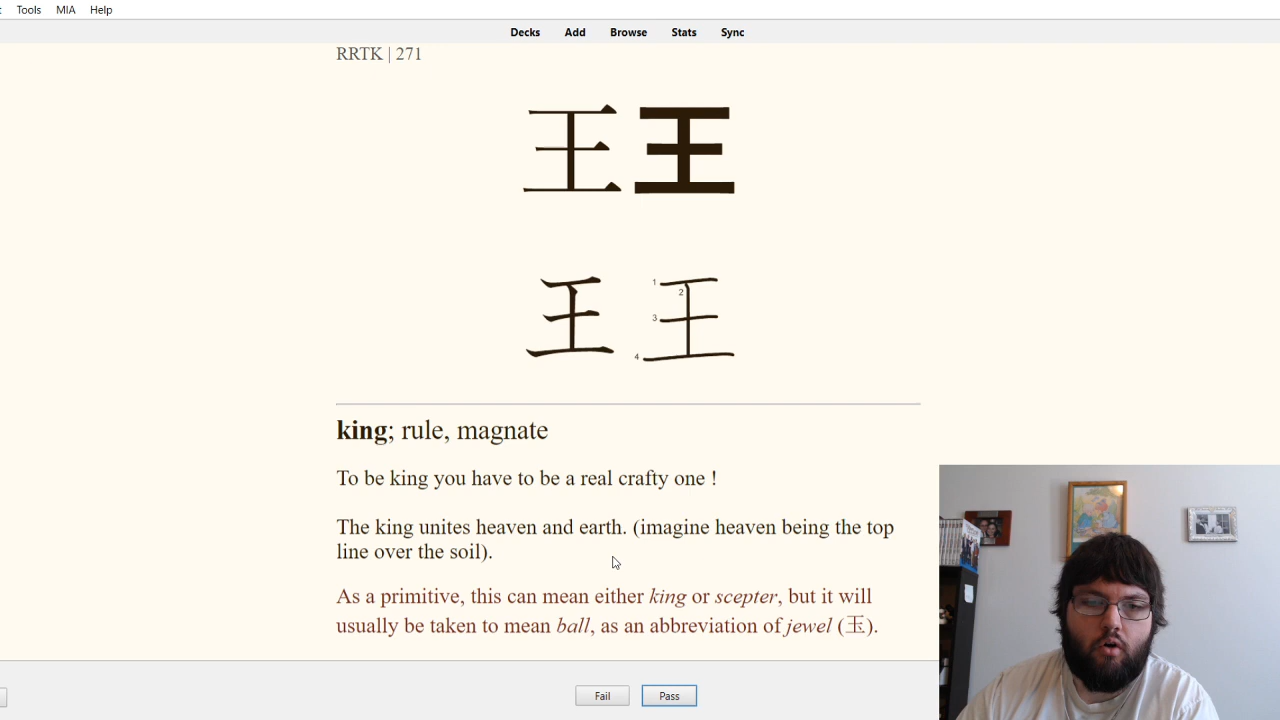 Tools MIA Help
Decks Add Browse Stats Sync
RRTK | 271
王 王
王 王
1
2
3
4
king; rule, magnate
To be king you have to be a real crafty one !
The king unites heaven and earth. (imagine heaven being the top
line over the soil).
As a primitive, this can mean either king or scepter, but it will
usually be taken to mean ball, as an abbreviation of jewel (玉).
Fail Pass